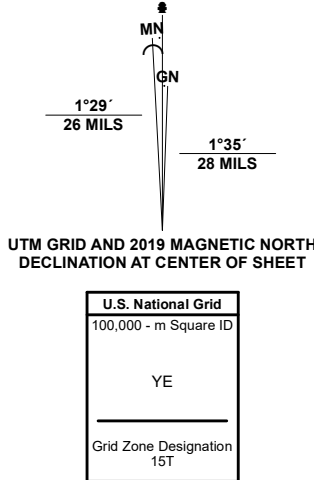 MN
GN
1°29´
26 MILS
1°35´
28 MILS
UTM GRID AND 2019 MAGNETIC NORTH
DECLINATION AT CENTER OF SHEET
U.S. National Grid
100,000 - m Square ID
YE
Grid Zone Designation
15T